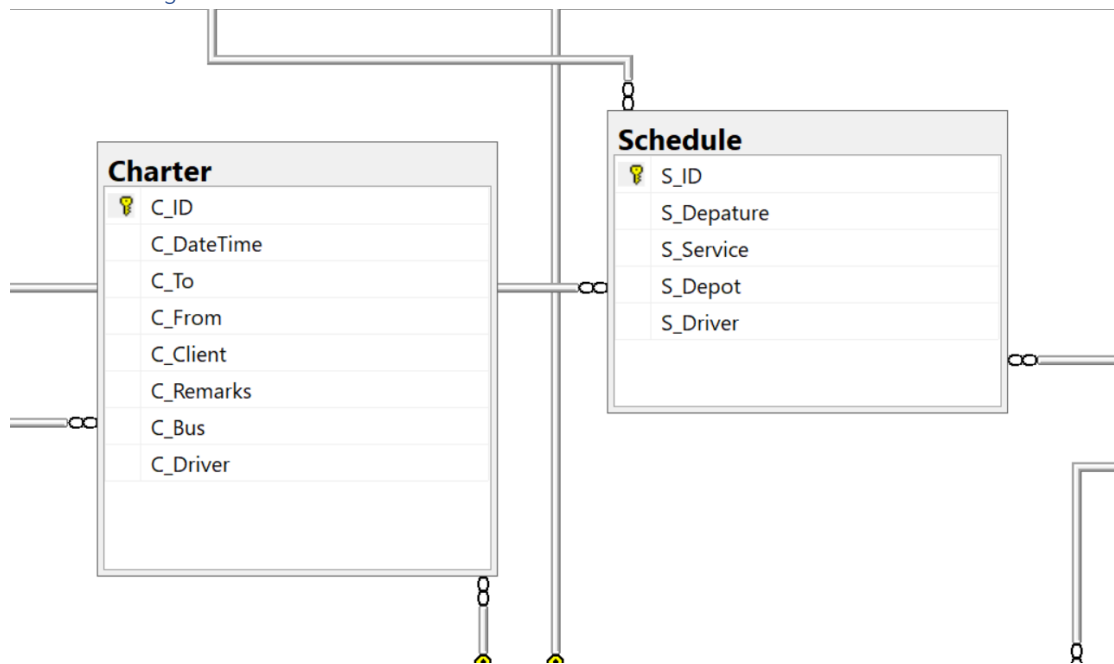 Charter
C_ID
C_DateTime
C_To
C_From
C_Client
C_Remarks
C_Bus
C_Driver
Schedule
S_ID
S_Depature
S_Service
S_Depot
S_Driver